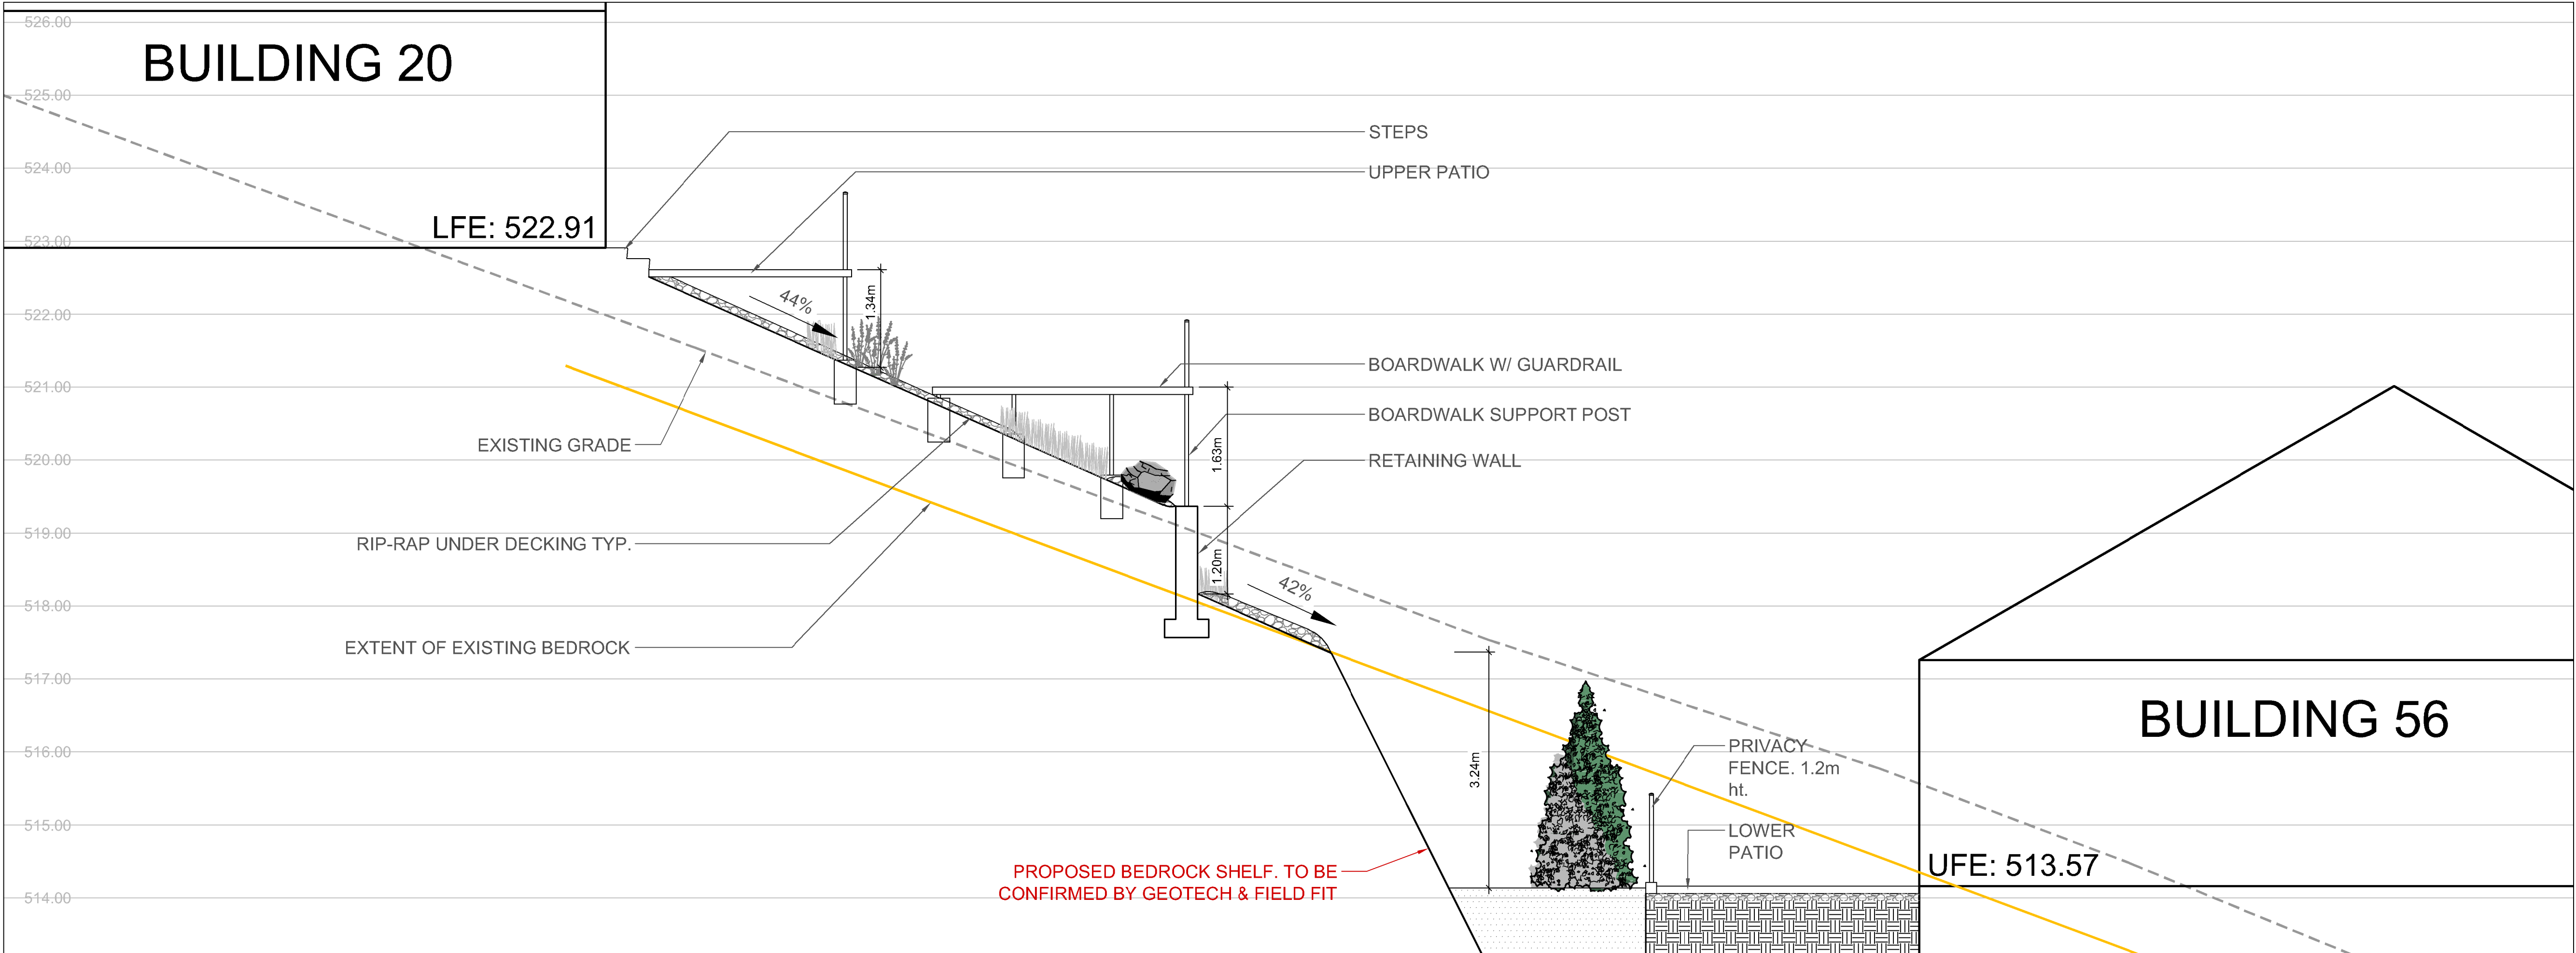 526.00
BUILDING 20
525.00
STEPS
524.00
UPPER PATIO
LFE: 522.91
523.00
44%
1.34m
522.00
BOARDWALK W/ GUARDRAIL
521.00
BOARDWALK SUPPORT POST
EXISTING GRADE
1.63m
520.00
RETAINING WALL
519.00
RIP-RAP UNDER DECKING TYP.
1.20m
42%
518.00
EXTENT OF EXISTING BEDROCK
517.00
BUILDING 56
516.00
3.24m
PRIVACY
FENCE. 1.2m
ht.
515.00
LOWER
PATIO
UFE: 513.57
PROPOSED BEDROCK SHELF. TO BE
CONFIRMED BY GEOTECH & FIELD FIT
514.00